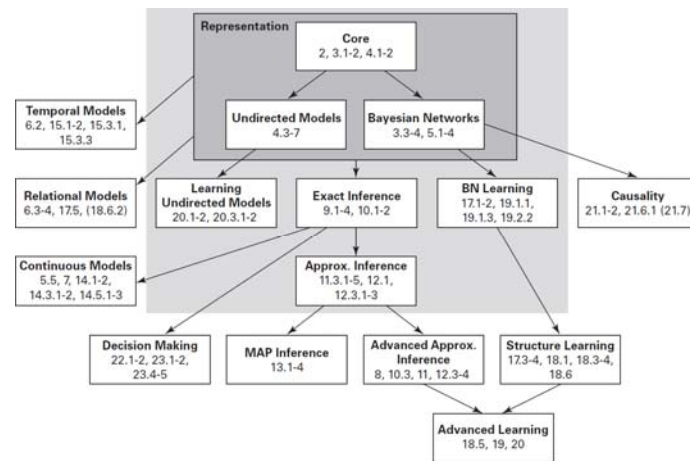 Representation
Core
2, 3.1-2, 4.1-2
Temporal Models
6.2, 15.1-2, 15.3.1,
15.3.3
Undirected Models
4.3-7
Bayesian Networks
3.3-4, 5.1-4
Relational Models
6.3-4, 17.5, (18.6.2)
Learning
Undirected Models
20.1-2, 20.3.1-2
Exact Inference
9.1-4, 10.1-2
BN Learning
17.1-2, 19.1.1,
19.1.3, 19.2.2
Causality
21.1-2, 21.6.1 (21.7)
Continuous Models
5.5, 7, 14.1-2,
14.3.1-2, 14.5.1-3
Approx. Inference
11.3.1-5, 12.1,
12.3.1-3
Decision Making
22.1-2, 23.1-2,
23.4-5
MAP Inference
13.1-4
Advanced Approx.
Inference
8, 10.3, 11, 12.3-4
Structure Learning
17.3-4, 18.1, 18.3-4,
18.6
Advanced Learning
18.5, 19, 20